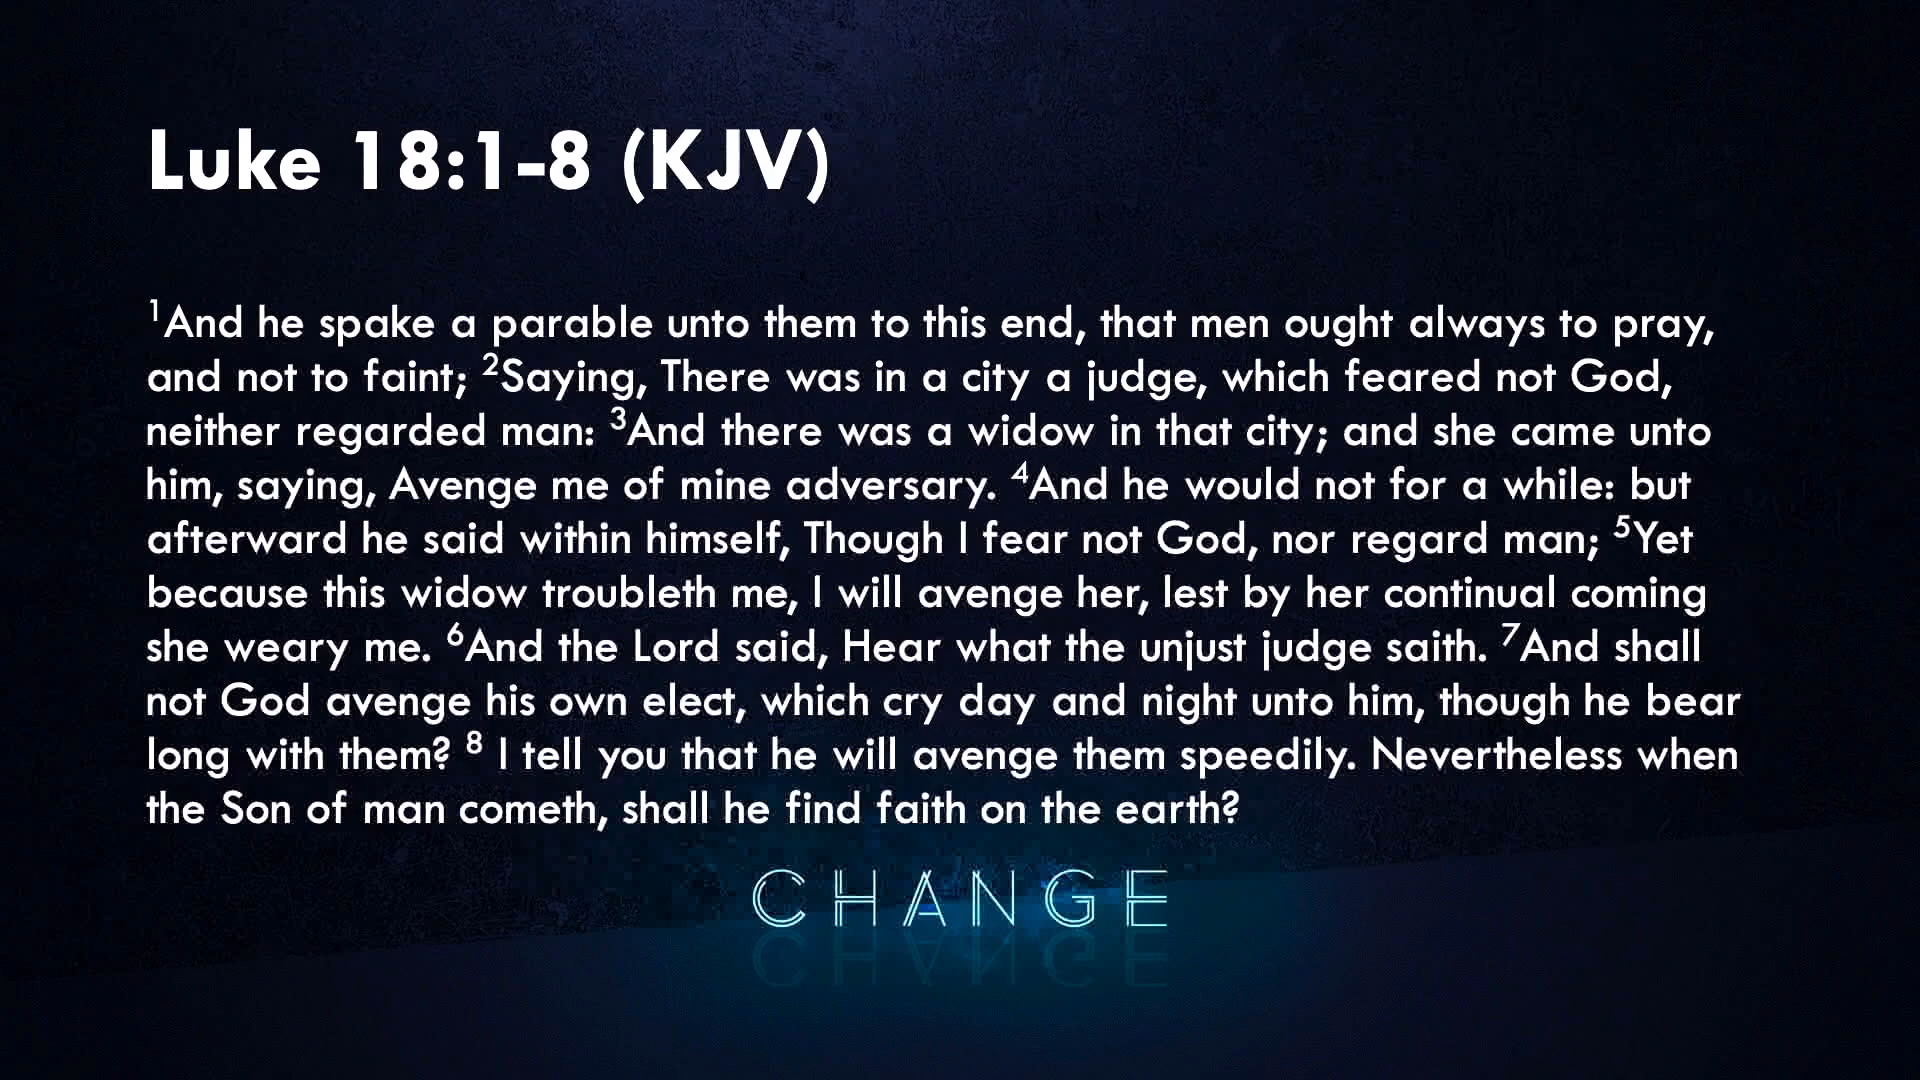 Luke 18:1-8 (KJV)
¹And he spake a parable unto them to this end, that men ought always to pray,
and not to faint; ²Saying, There was in a city a judge, which feared not God,
neither regarded man: ³And there was a widow in that city; and she came unto
him, saying, Avenge me of mine adversary. ⁴And he would not for a while: but
afterward he said within himself, Though I fear not God, nor regard man; ⁵Yet
because this widow troubleth me, I will avenge her, lest by her continual coming
she weary me. ⁶And the Lord said, Hear what the unjust judge saith. ⁷And shall
not God avenge his own elect, which cry day and night unto him, though he bear
long with them? ⁸ I tell you that he will avenge them speedily. Nevertheless when
the Son of man cometh, shall he find faith on the earth?
CHANGE